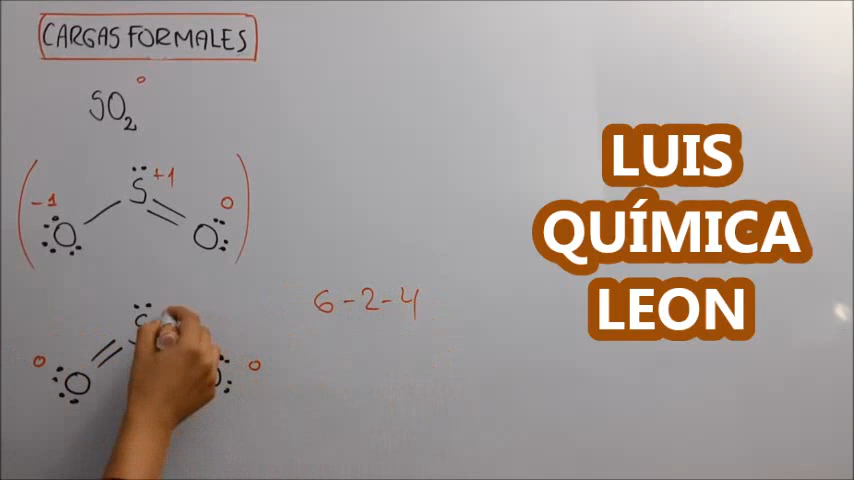 CARGAS FORMALES
SO2 0
-1 S +1 0
O O
6-2-4
S
0 O 0
LUIS
QUÍMICA
LEON